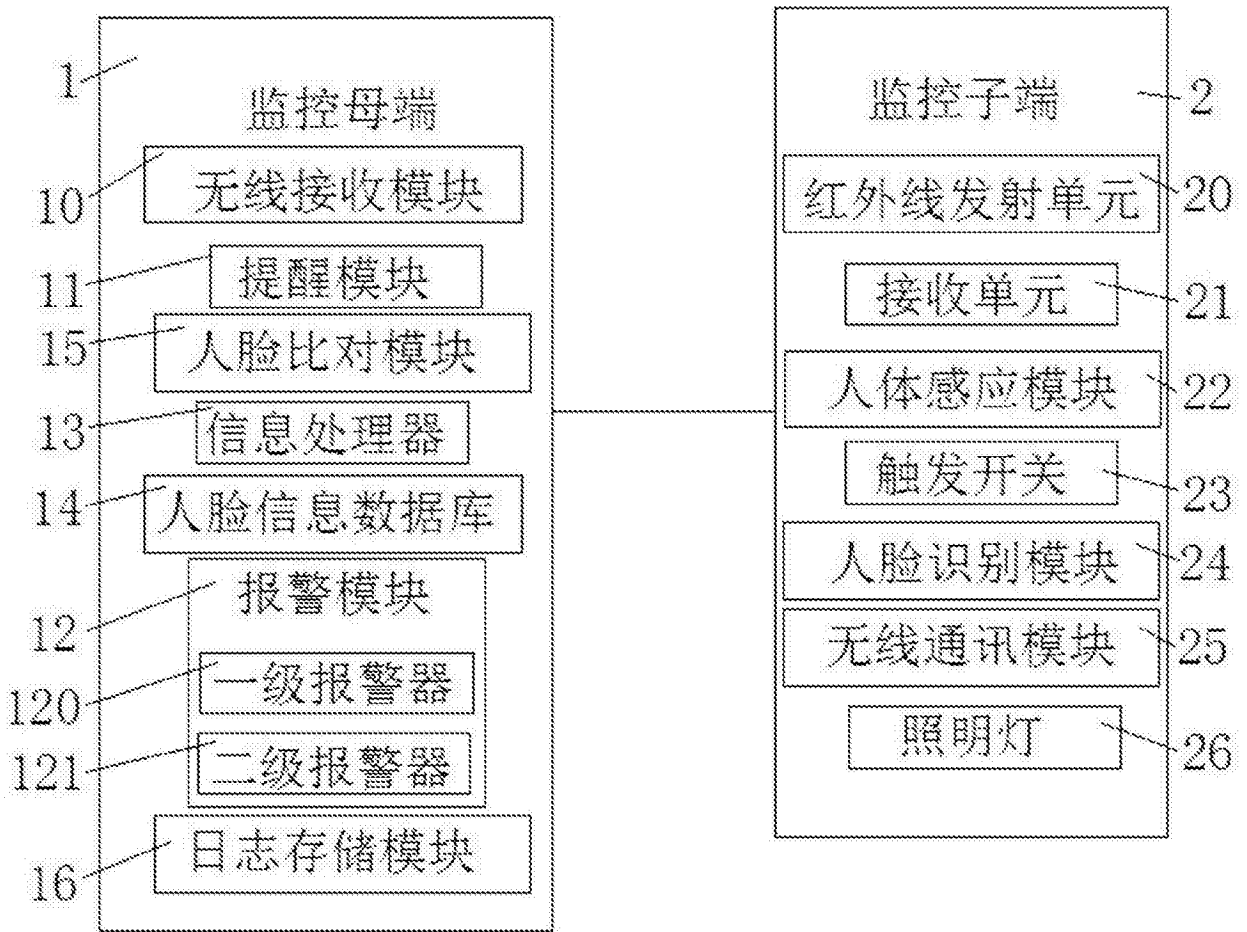 1
监控母端
10
无线接收模块
11
提醒模块
15
人脸比对模块
13
信息处理器
14
人脸信息数据库
12
报警模块
120
一级报警器
121
二级报警器
16
日志存储模块
监控子端
2
红外线发射单元
20
接收单元
21
人体感应模块
22
触发开关
23
人脸识别模块
24
无线通讯模块
25
照明灯
26